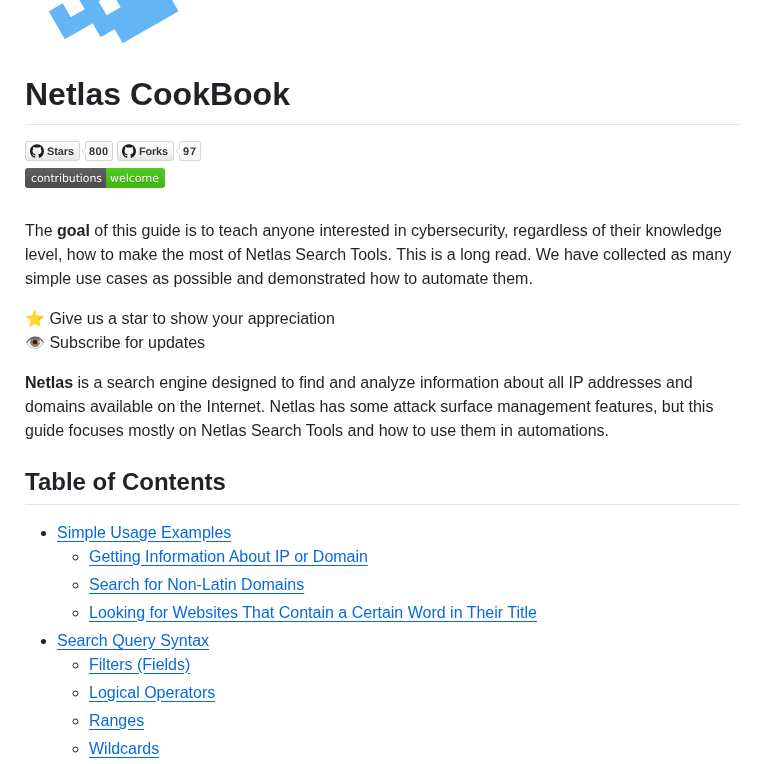 Netlas CookBook
Stars 800 Forks 97
contributions welcome
The goal of this guide is to teach anyone interested in cybersecurity, regardless of their knowledge
level, how to make the most of Netlas Search Tools. This is a long read. We have collected as many
simple use cases as possible and demonstrated how to automate them.
⭐ Give us a star to show your appreciation
👁️ Subscribe for updates
Netlas is a search engine designed to find and analyze information about all IP addresses and
domains available on the Internet. Netlas has some attack surface management features, but this
guide focuses mostly on Netlas Search Tools and how to use them in automations.
Table of Contents
Simple Usage Examples
Getting Information About IP or Domain
Search for Non-Latin Domains
Looking for Websites That Contain a Certain Word in Their Title
Search Query Syntax
Filters (Fields)
Logical Operators
Ranges
Wildcards